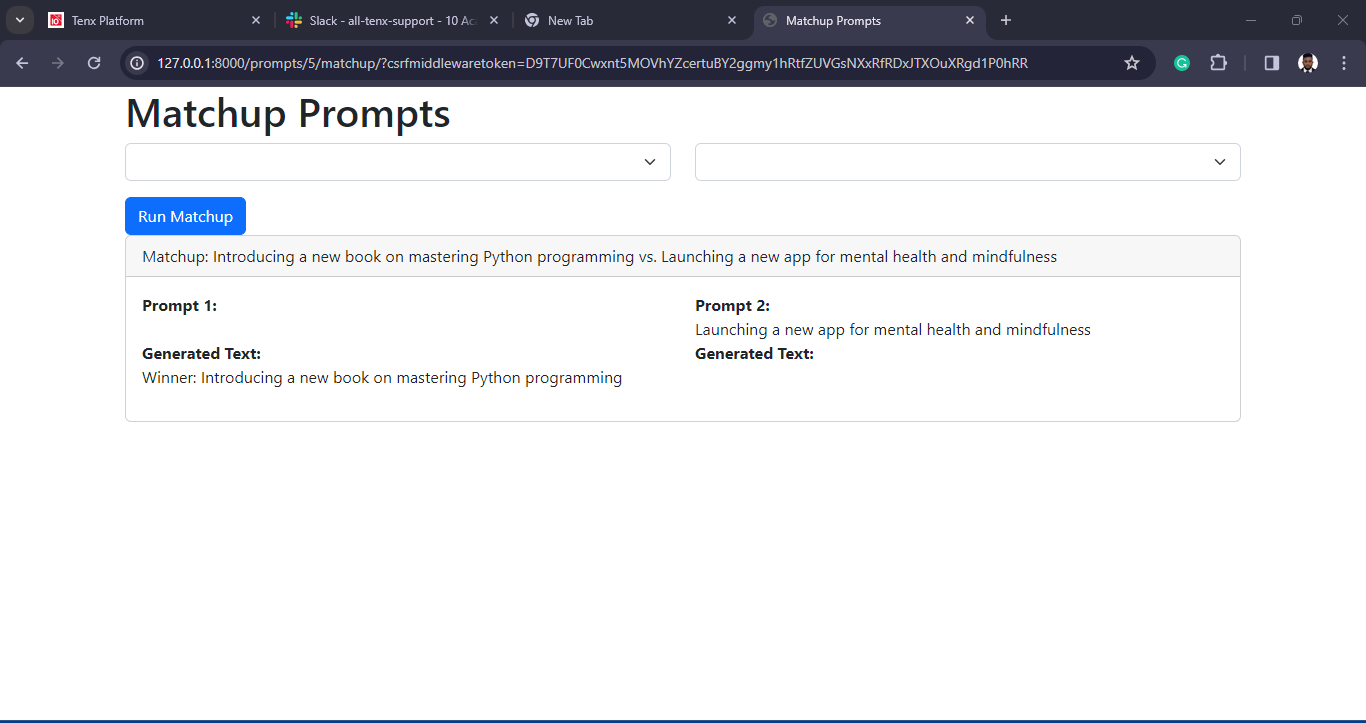 Tenx Platform
Slack - all-tenx-support - 10 Aca
New Tab
Matchup Prompts
127.0.0.1:8000/prompts/5/matchup/?csrfmiddlewaretoken=D9T7UF0Cwxnt5MOVhYZcertuBY2ggmy1hRtfZUVGsNXxRfRDxJTXOuXRgd1P0hRR
Matchup Prompts
Run Matchup
Matchup: Introducing a new book on mastering Python programming vs. Launching a new app for mental health and mindfulness
Prompt 1:
Generated Text:
Winner: Introducing a new book on mastering Python programming
Prompt 2:
Launching a new app for mental health and mindfulness
Generated Text: